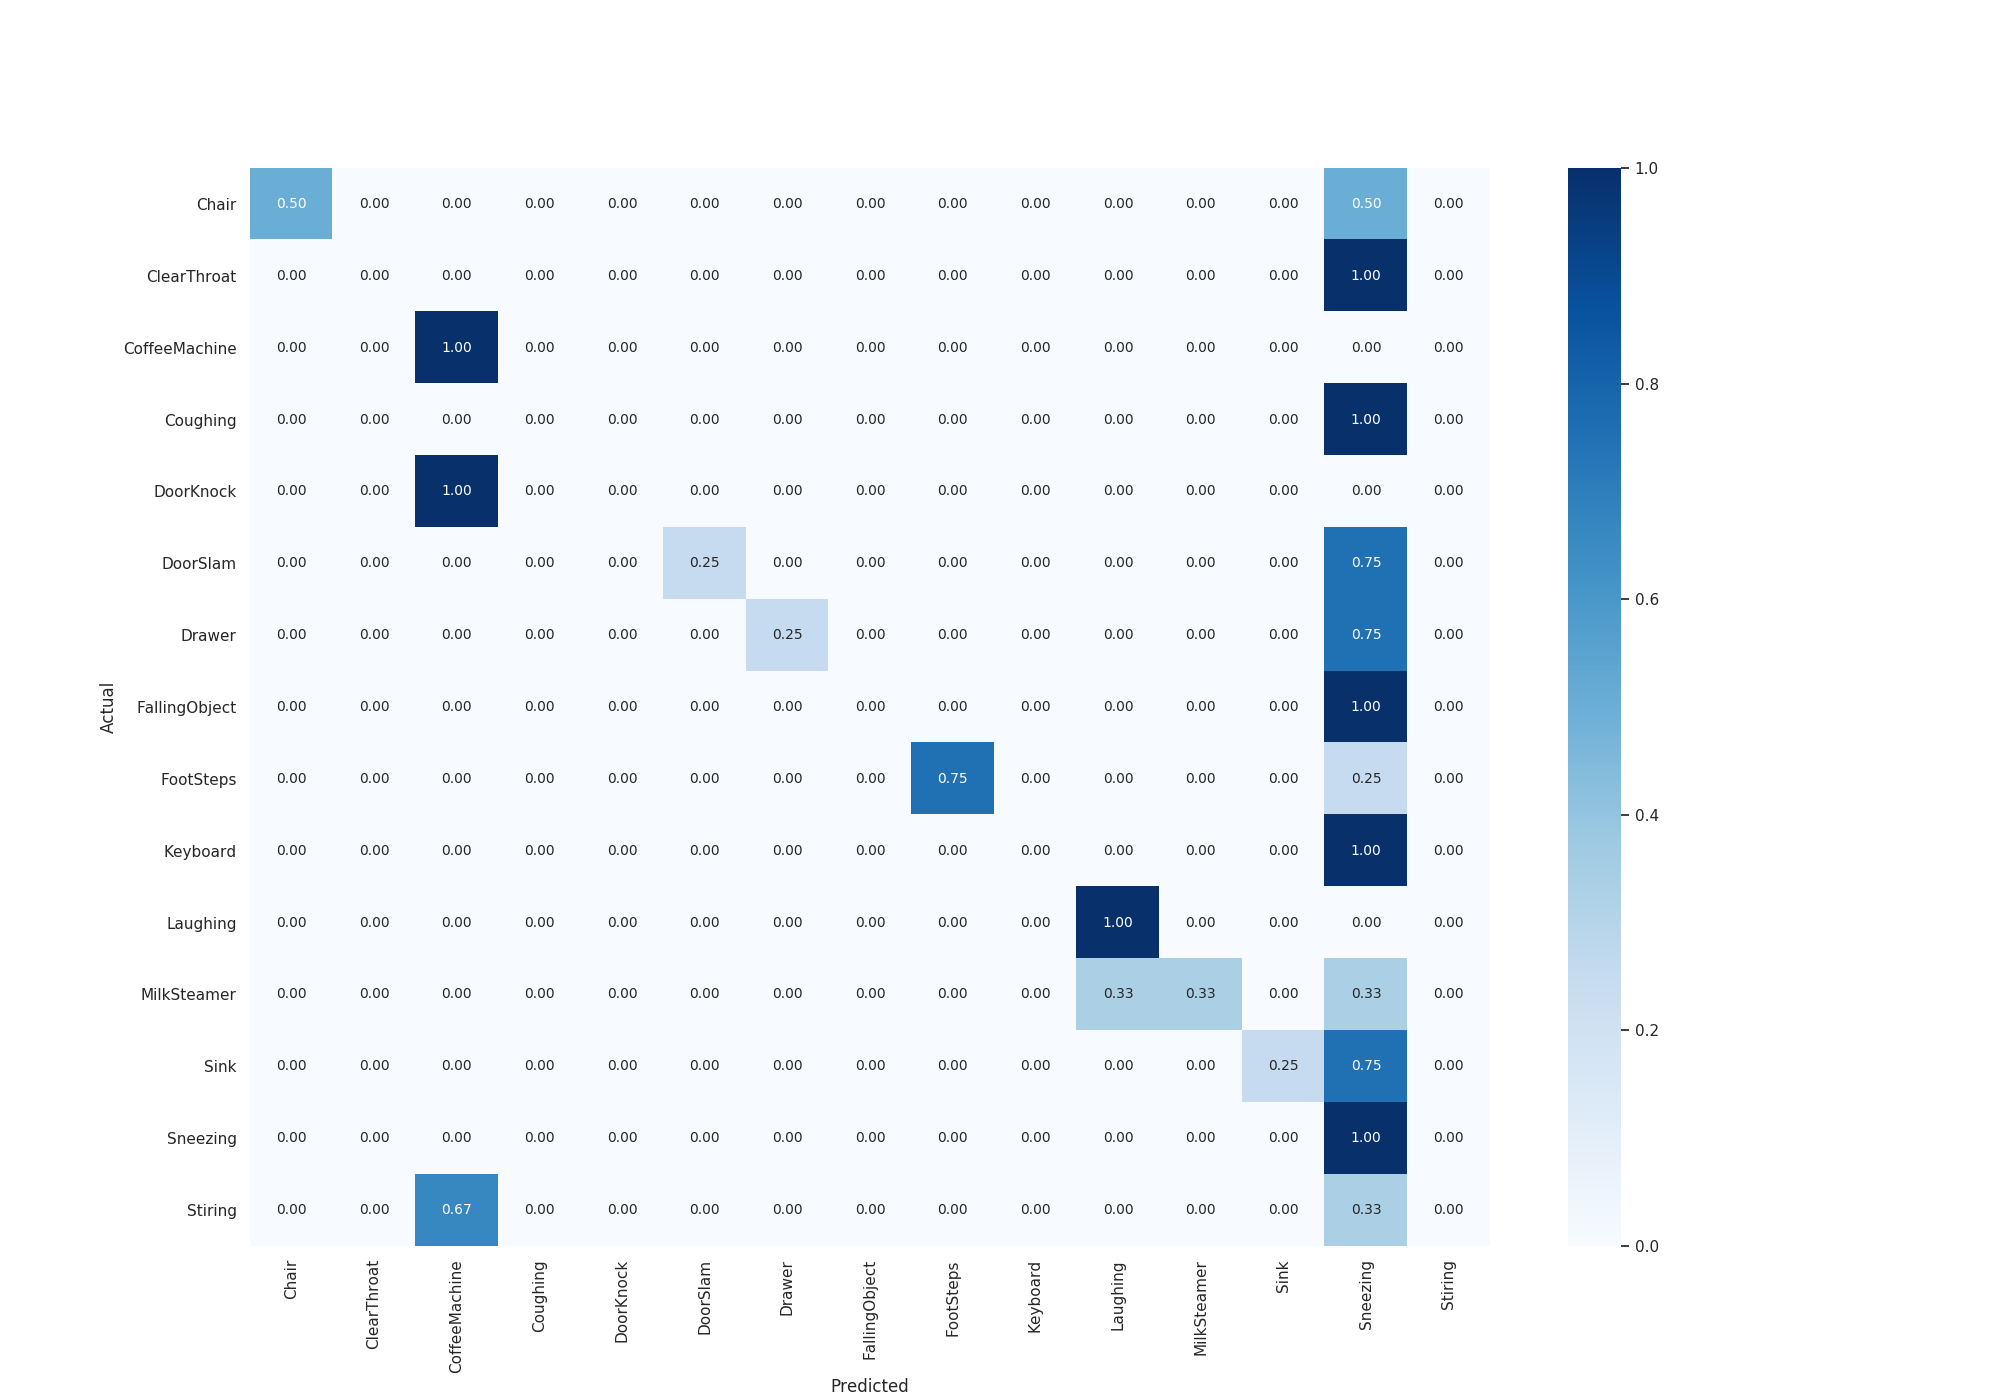 Chair 0.50 0.00 0.00 0.00 0.00 0.00 0.00 0.00 0.00 0.00 0.00 0.00 0.00 0.50 0.00
ClearThroat 0.00 0.00 0.00 0.00 0.00 0.00 0.00 0.00 0.00 0.00 0.00 0.00 0.00 1.00 0.00
CoffeeMachine 0.00 0.00 1.00 0.00 0.00 0.00 0.00 0.00 0.00 0.00 0.00 0.00 0.00 0.00 0.00
Coughing 0.00 0.00 0.00 0.00 0.00 0.00 0.00 0.00 0.00 0.00 0.00 0.00 0.00 1.00 0.00
DoorKnock 0.00 0.00 1.00 0.00 0.00 0.00 0.00 0.00 0.00 0.00 0.00 0.00 0.00 0.00 0.00
DoorSlam 0.00 0.00 0.00 0.00 0.00 0.25 0.00 0.00 0.00 0.00 0.00 0.00 0.00 0.75 0.00
Drawer 0.00 0.00 0.00 0.00 0.00 0.00 0.25 0.00 0.00 0.00 0.00 0.00 0.00 0.75 0.00
FallingObject 0.00 0.00 0.00 0.00 0.00 0.00 0.00 0.00 0.00 0.00 0.00 0.00 0.00 1.00 0.00
FootSteps 0.00 0.00 0.00 0.00 0.00 0.00 0.00 0.00 0.75 0.00 0.00 0.00 0.00 0.25 0.00
Keyboard 0.00 0.00 0.00 0.00 0.00 0.00 0.00 0.00 0.00 0.00 0.00 0.00 0.00 1.00 0.00
Laughing 0.00 0.00 0.00 0.00 0.00 0.00 0.00 0.00 0.00 0.00 1.00 0.00 0.00 0.00 0.00
MilkSteamer 0.00 0.00 0.00 0.00 0.00 0.00 0.00 0.00 0.00 0.00 0.33 0.33 0.00 0.33 0.00
Sink 0.00 0.00 0.00 0.00 0.00 0.00 0.00 0.00 0.00 0.00 0.00 0.00 0.25 0.75 0.00
Sneezing 0.00 0.00 0.00 0.00 0.00 0.00 0.00 0.00 0.00 0.00 0.00 0.00 0.00 1.00 0.00
Stiring 0.00 0.00 0.67 0.00 0.00 0.00 0.00 0.00 0.00 0.00 0.00 0.00 0.00 0.33 0.00
Actual
Chair ClearThroat CoffeeMachine Coughing DoorKnock DoorSlam Drawer FallingObject FootSteps Keyboard Laughing MilkSteamer Sink Sneezing Stiring
Predicted
1.0
0.8
0.6
0.4
0.2
0.0